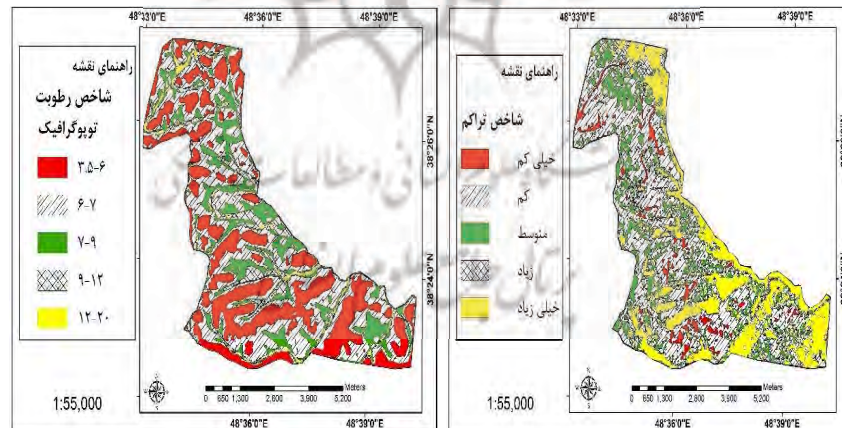 48°33'0"E
48°36'0"E
48°39'0"E
راهنمای نقشه
شاخص رطوبت
توپوگرافیک
۳.۵-۶
۶-۷
۷-۹
۹-۱۲
۱۲-۲۰
38°26'0"N
38°24'0"N
Meters
0 650 1,300 2,600 3,900 5,200
1:55,000
48°36'0"E
48°39'0"E
48°33'0"E
48°36'0"E
48°39'0"E
راهنمای نقشه
شاخص تراکم
خیلی کم
کم
متوسط
زیاد
خیلی زیاد
Meters
0 650 1,300 2,600 3,900 5,200
1:55,000
48°36'0"E
48°39'0"E